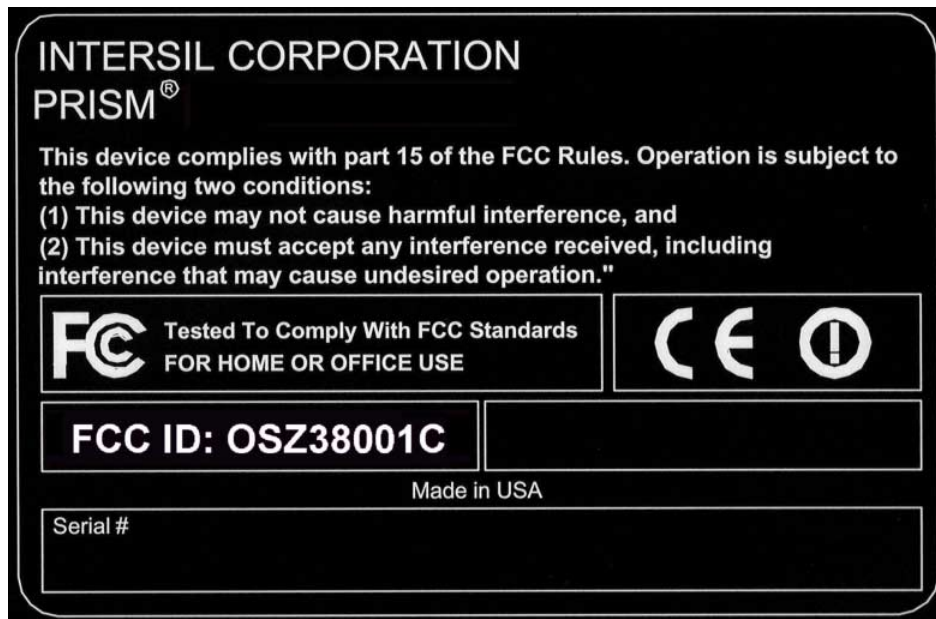 INTERSIL CORPORATION
PRISM®
This device complies with part 15 of the FCC Rules. Operation is subject to
the following two conditions:
(1) This device may not cause harmful interference, and
(2) This device must accept any interference received, including
interference that may cause undesired operation."
FC Tested To Comply With FCC Standards
FOR HOME OR OFFICE USE
CE
FCC ID: OSZ38001C
Made in USA
Serial #